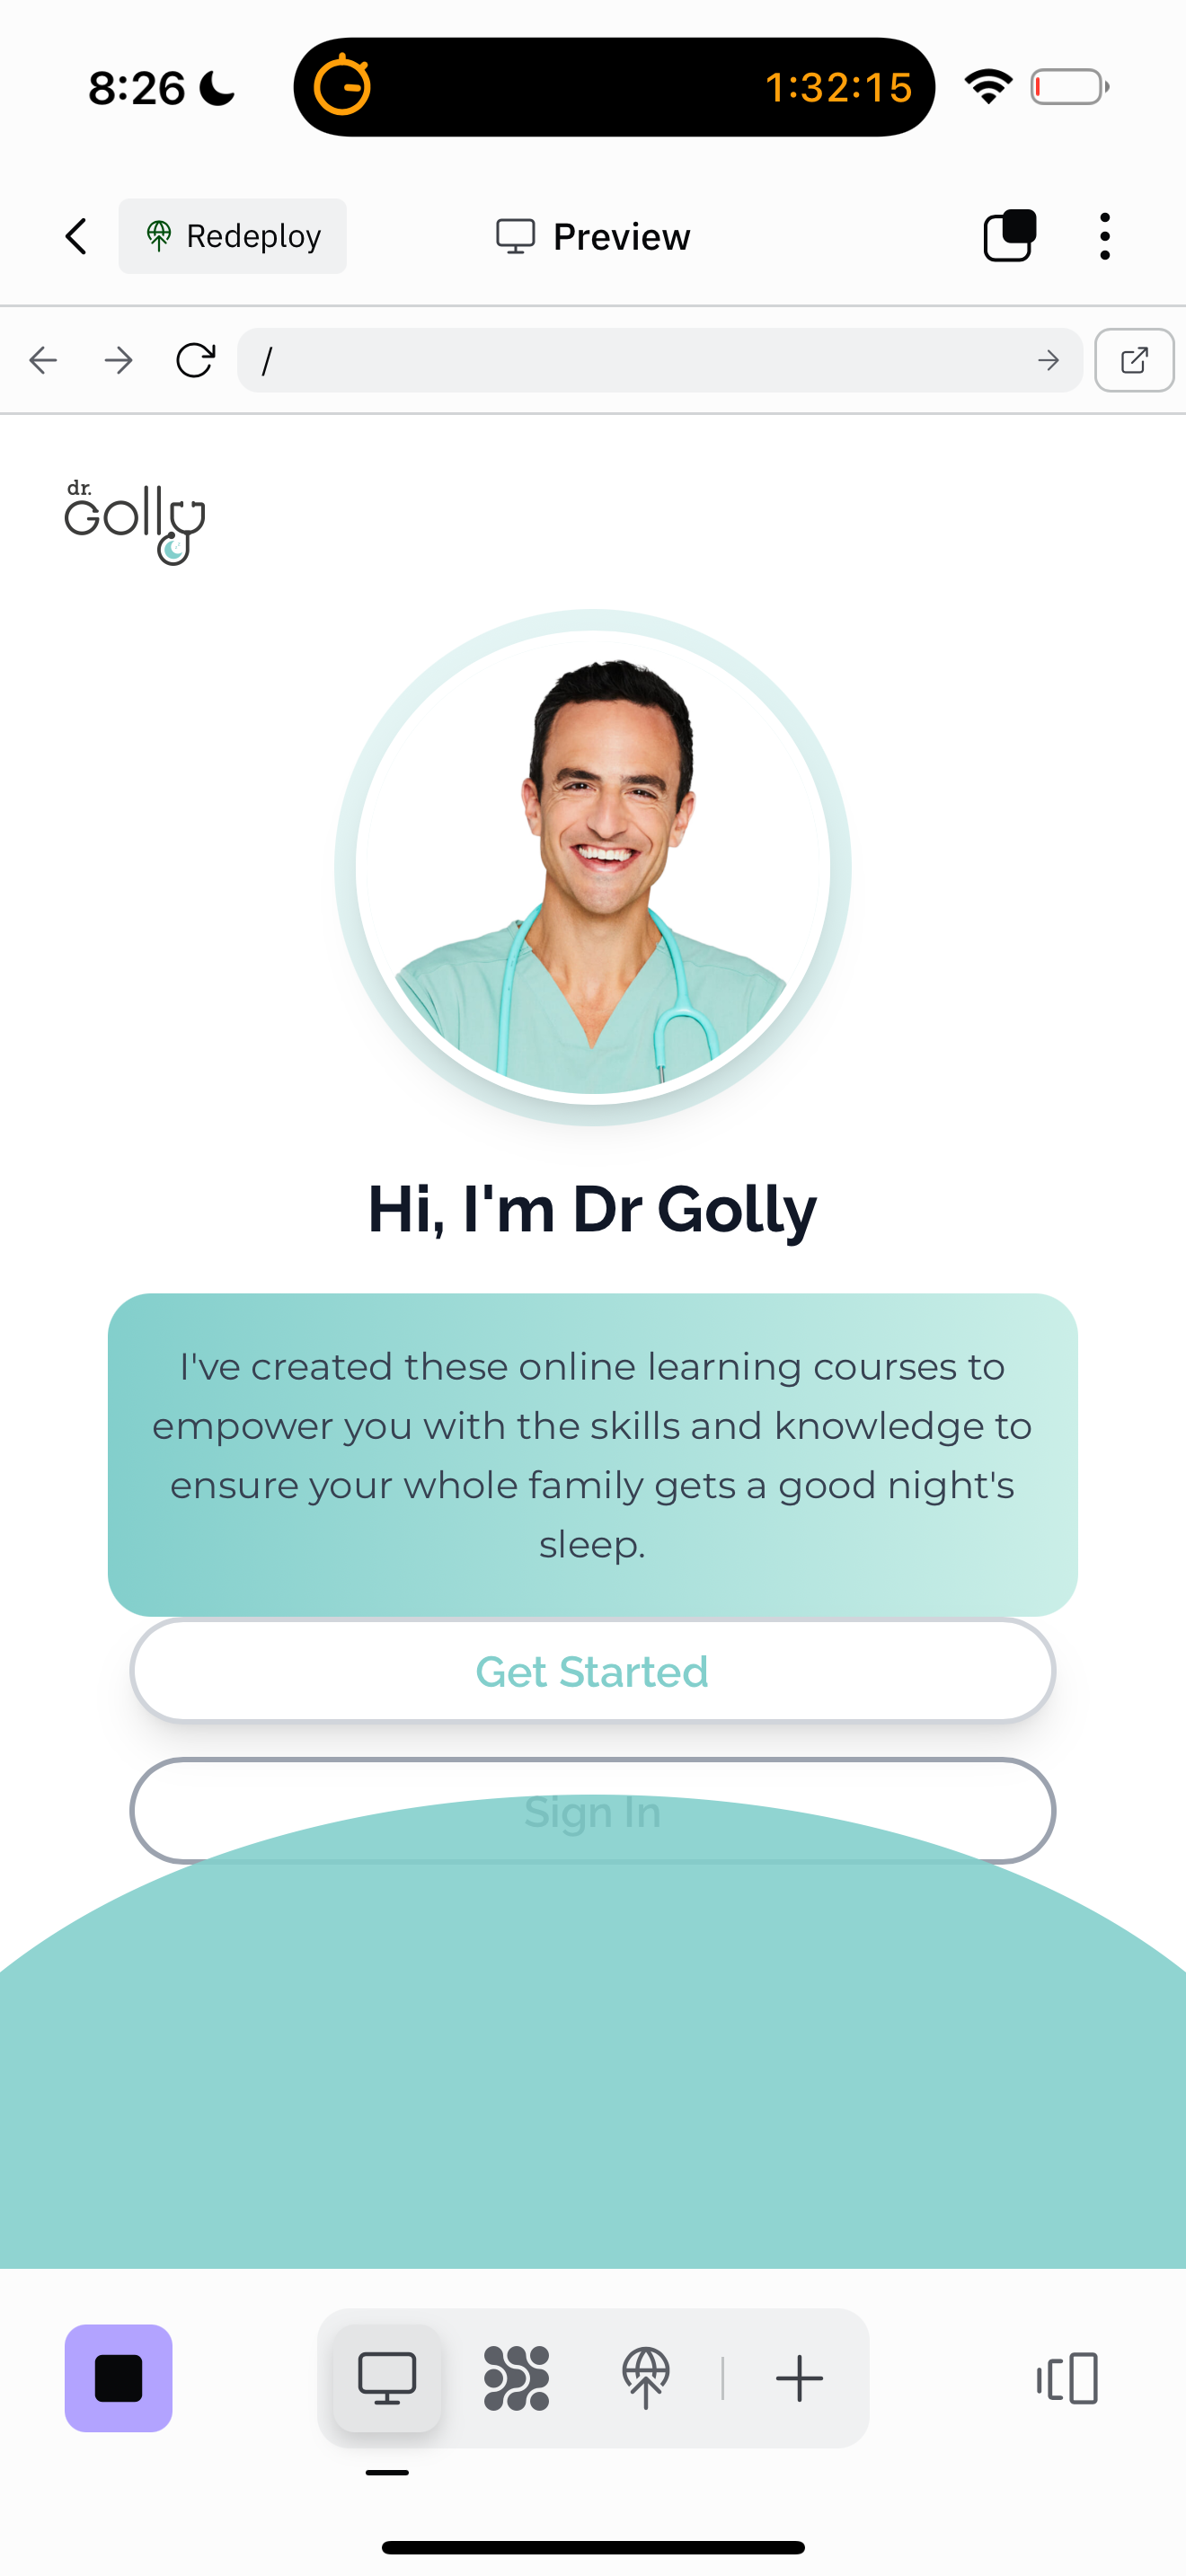 8:26
1:32:15
Redeploy
Preview
/
dr.
Golly
Hi, I'm Dr Golly
I've created these online learning courses to
empower you with the skills and knowledge to
ensure your whole family gets a good night's
sleep.
Get Started
Sign In